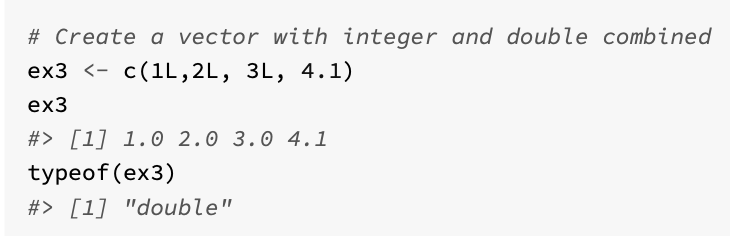 # Create a vector with integer and double combined
ex3 <- c(1L,2L, 3L, 4.1)
ex3
#> [1] 1.0 2.0 3.0 4.1
typeof(ex3)
#> [1] "double"